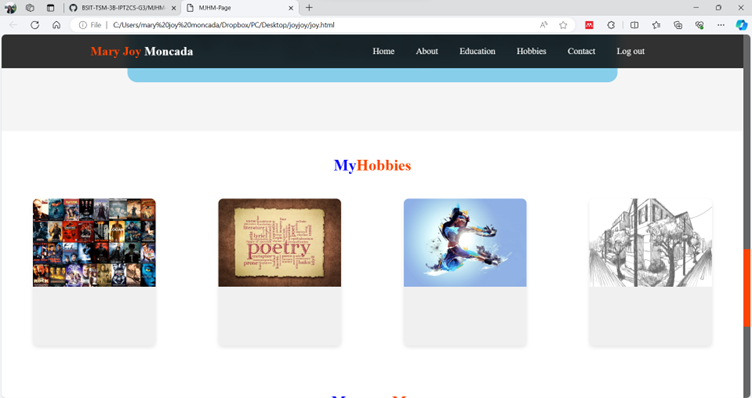 BSIT-TSM-3B-IPT2CS-G3/MJHM
MJHM-Page
File
C:/Users/mary%20joy%20moncada/Dropbox/PC/Desktop/joyjoy/joy.html
Mary Joy Moncada
Home About Education Hobbies Contact Log out
MyHobbies
poetry